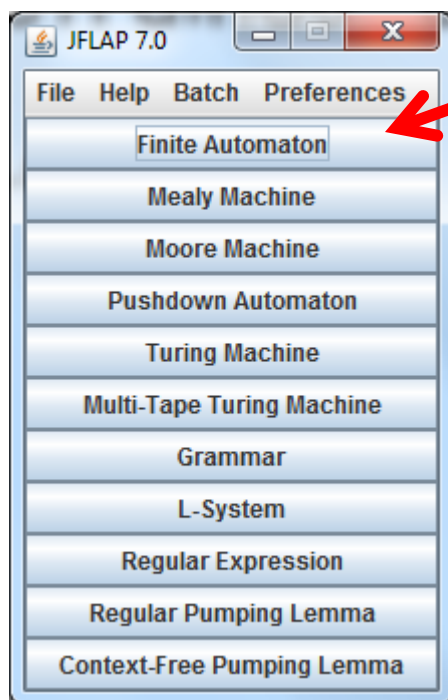 JFLAP 7.0
File Help Batch Preferences
Finite Automaton
Mealy Machine
Moore Machine
Pushdown Automaton
Turing Machine
Multi-Tape Turing Machine
Grammar
L-System
Regular Expression
Regular Pumping Lemma
Context-Free Pumping Lemma